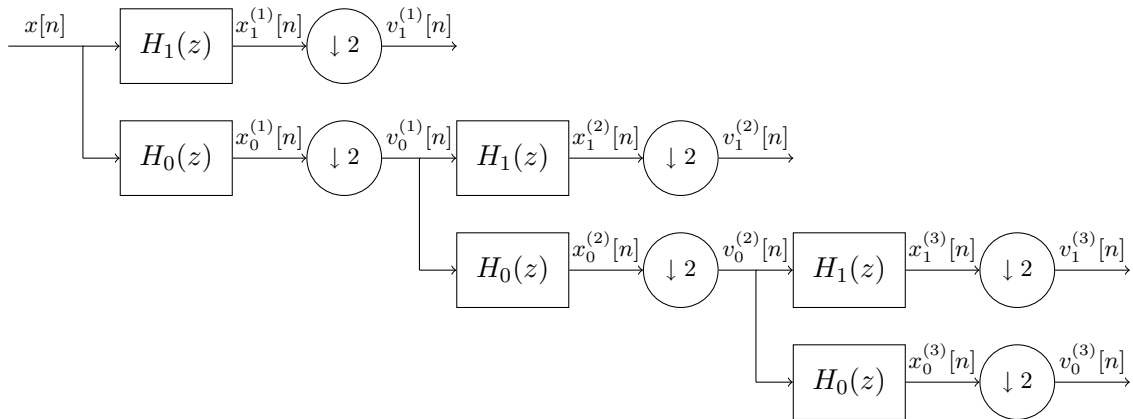 x[n] H_1(z) x_1^{(1)}[n] ↓ 2 v_1^{(1)}[n]
H_0(z) x_0^{(1)}[n] ↓ 2 v_0^{(1)}[n] H_1(z) x_1^{(2)}[n] ↓ 2 v_1^{(2)}[n]
H_0(z) x_0^{(2)}[n] ↓ 2 v_0^{(2)}[n] H_1(z) x_1^{(3)}[n] ↓ 2 v_1^{(3)}[n]
H_0(z) x_0^{(3)}[n] ↓ 2 v_0^{(3)}[n]